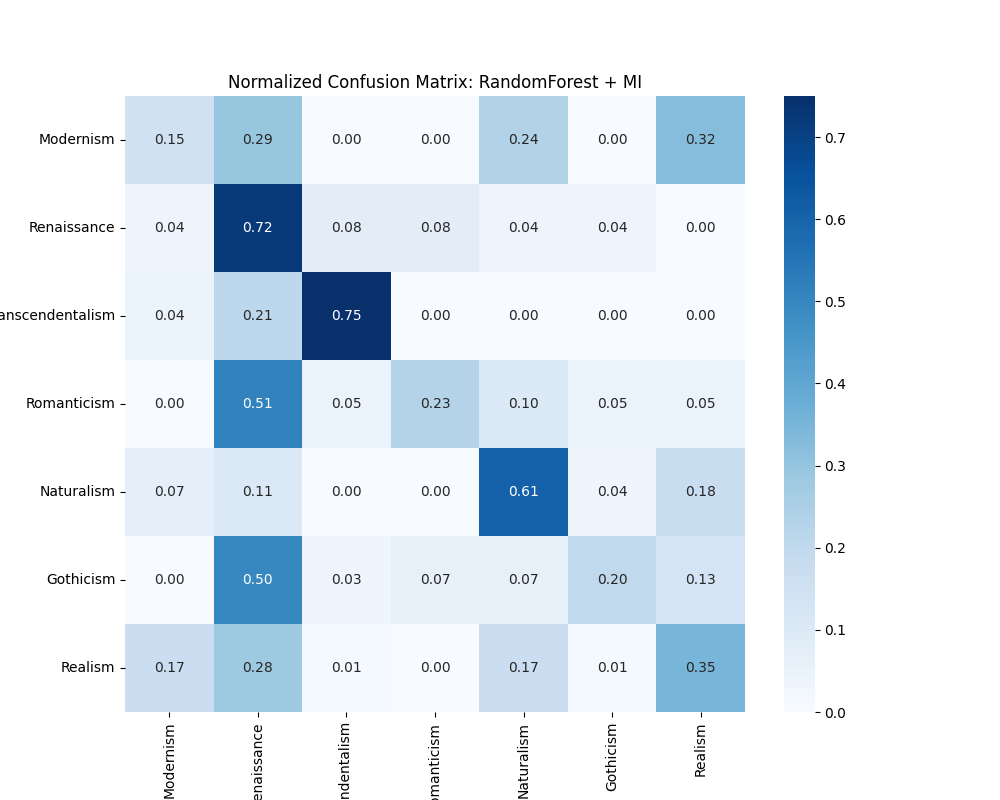 Normalized Confusion Matrix: RandomForest + MI
Modernism 0.15 0.29 0.00 0.00 0.24 0.00 0.32
Renaissance 0.04 0.72 0.08 0.08 0.04 0.04 0.00
anscendentalism 0.04 0.21 0.75 0.00 0.00 0.00 0.00
Romanticism 0.00 0.51 0.05 0.23 0.10 0.05 0.05
Naturalism 0.07 0.11 0.00 0.00 0.61 0.04 0.18
Gothicism 0.00 0.50 0.03 0.07 0.07 0.20 0.13
Realism 0.17 0.28 0.01 0.00 0.17 0.01 0.35
Modernism
enaissance
ndentalism
omanticism
Naturalism
Gothicism
Realism
0.7
0.6
0.5
0.4
0.3
0.2
0.1
0.0